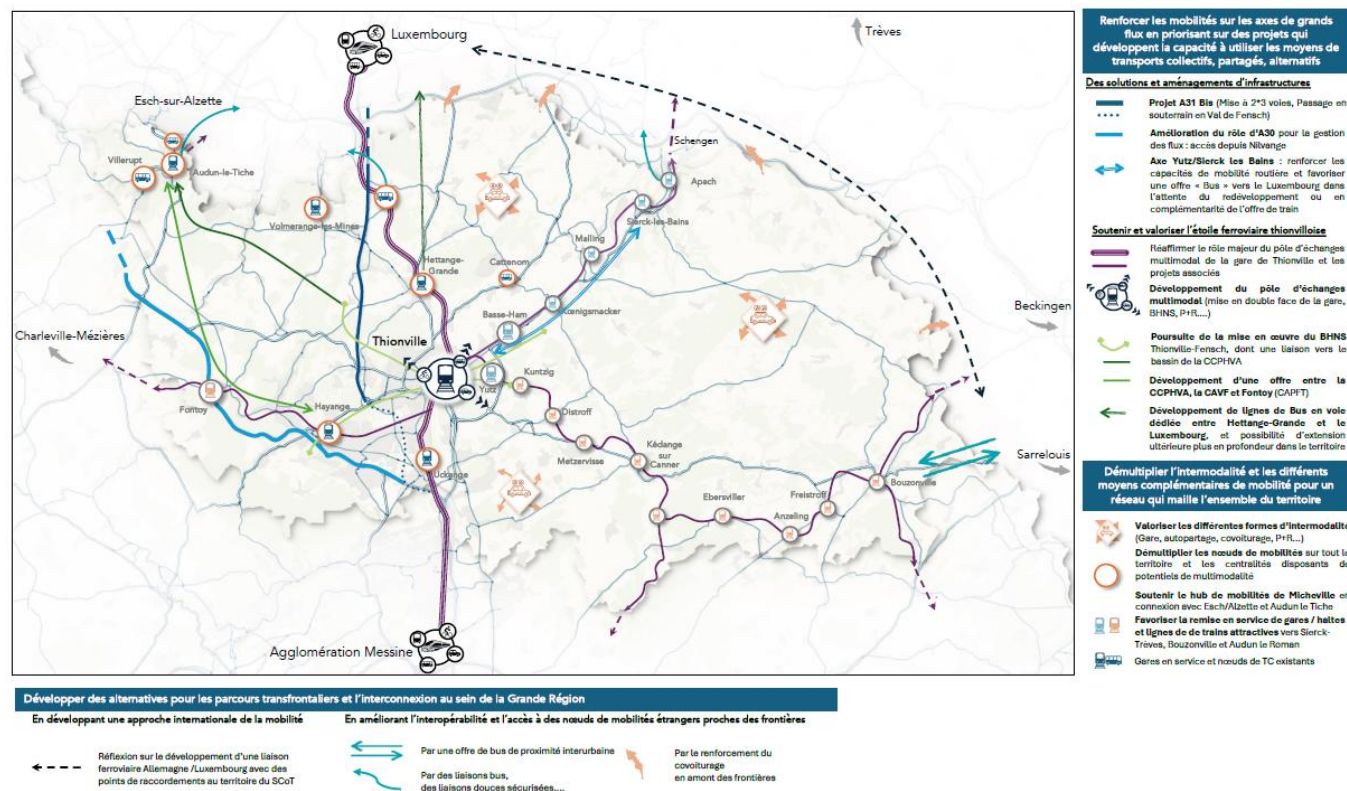 Luxembourg
Trèves
Esch-sur-Alzette
Schengen
Villerupt
Audun-le-Tiche
Apach
Volmerange-les-Mines
Sierck-les-Bains
Malling
Hettange-
Grande
Cattenom
Beckingen
Kœnigsmacker
Basse-Ham
Charleville-Mézières
Thionville
Kuntzig
Yutz
Fontoy
Hayange
Distroff
Kédange
sur
Canner
Metzervisse
Sarrelouis
Uckange
Bouzonville
Ebersviller
Freistroff
Anzeling
Agglomération Messine
Renforcer les mobilités sur les axes de grands
flux en priorisant sur des projets qui
développent la capacité à utiliser les moyens de
transports collectifs, partagés, alternatifs
Des solutions et aménagements d'infrastructures
Projet A31 Bis (Mise à 2*3 voies, Passage en
souterrain en Val de Fensch)
Amélioration du rôle d'A30 pour la gestion
des flux : accès depuis Nilvange
Axe Yutz/Sierck les Bains : renforcer les
capacités de mobilité routière et favoriser
une offre « Bus » vers le Luxembourg dans
l'attente du redéveloppement ou en
complémentarité de l'offre de train
Soutenir et valoriser l'étoile ferroviaire thionvilloise
Réaffirmer le rôle majeur du pôle d'échanges
multimodal de la gare de Thionville et les
projets associés
Développement du pôle d'échanges
multimodal (mise en double face de la gare,
BHNS, P+R....)
Poursuite de la mise en œuvre du BHNS
Thionville-Fensch, dont une liaison vers le
bassin de la CCPHVA
Développement d'une offre entre la
CCPHVA, la CAVF et Fontoy (CAPFT)
Développement de lignes de Bus en voie
dédiée entre Hettange-Grande et le
Luxembourg, et possibilité d'extension
ultérieure plus en profondeur dans le territoire
Démultiplier l'intermodalité et les différents
moyens complémentaires de mobilité pour un
réseau qui maille l'ensemble du territoire
Valoriser les différentes formes d'intermodalité
(Gare, autopartage, covoiturage, P+R...)
Démultiplier les nœuds de mobilités sur tout le
territoire et les centralités disposants de
potentiels de multimodalité
Soutenir le hub de mobilités de Micheville en
connexion avec Esch/Alzette et Audun le Tiche
Favoriser la remise en service de gares / haltes
et lignes de de trains attractives vers Sierck-
Trèves, Bouzonville et Audun le Roman
Gares en service et nœuds de TC existants
Développer des alternatives pour les parcours transfrontaliers et l'interconnexion au sein de la Grande Région
En développant une approche internationale de la mobilité
En améliorant l'interopérabilité et l'accès à des nœuds de mobilités étrangers proches des frontières
Réflexion sur le développement d'une liaison
ferroviaire Allemagne /Luxembourg avec des
points de raccordements au territoire du SCoT
Par une offre de bus de proximité interurbaine
Par des liaisons bus,
des liaisons douces sécurisées,...
Par le renforcement du
covoiturage
en amont des frontières